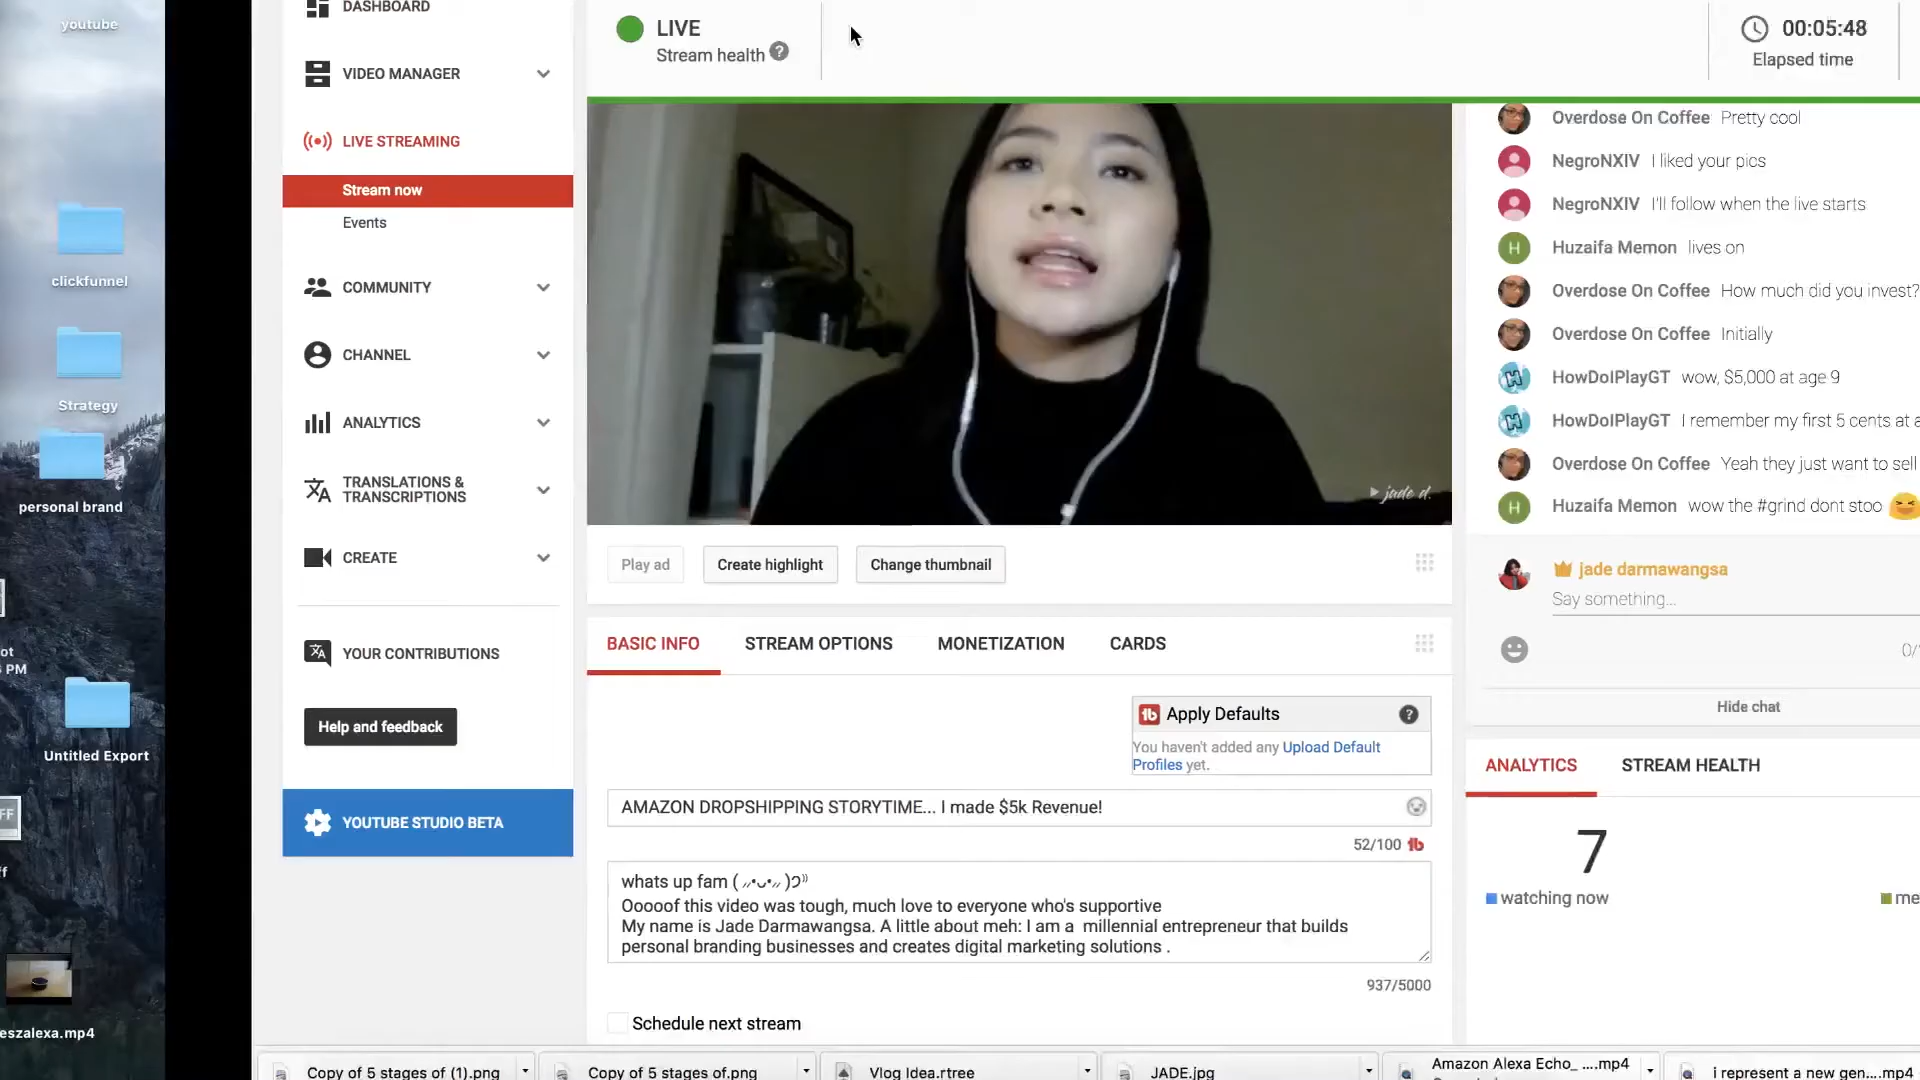 youtube
clickfunnel
Strategy
personal brand
PM
Untitled Export
FF
eszalexa.mp4
DASHBOARD
VIDEO MANAGER
LIVE STREAMING
Stream now
Events
COMMUNITY
CHANNEL
ANALYTICS
TRANSLATIONS &
TRANSCRIPTIONS
CREATE
YOUR CONTRIBUTIONS
Help and feedback
YOUTUBE STUDIO BETA
LIVE
Stream health ?
00:05:48
Elapsed time
jade d.
Play ad
Create highlight
Change thumbnail
BASIC INFO
STREAM OPTIONS
MONETIZATION
CARDS
Apply Defaults ?
You haven't added any Upload Default
Profiles yet.
AMAZON DROPSHIPPING STORYTIME... I made $5k Revenue!
52/100
whats up fam (〃•ᴗ•〃)
Ooooof this video was tough, much love to everyone who's supportive
My name is Jade Darmawangsa. A little about meh: I am a millennial entrepreneur that builds
personal branding businesses and creates digital marketing solutions .
937/5000
Schedule next stream
Overdose On Coffee Pretty cool
NegroNXIV I liked your pics
NegroNXIV I'll follow when the live starts
H Huzaifa Memon lives on
Overdose On Coffee How much did you invest?
Overdose On Coffee Initially
HowDoIPlayGT wow, $5,000 at age 9
HowDoIPlayGT I remember my first 5 cents at a
Overdose On Coffee Yeah they just want to sell
H Huzaifa Memon wow the #grind dont stoo
jade darmawangsa
Say something...
0/
Hide chat
ANALYTICS
STREAM HEALTH
7
watching now
me
Copy of 5 stages of (1).png
Copy of 5 stages of.png
Vlog Idea.rtree
JADE.jpg
Amazon Alexa Echo_ ....mp4
i represent a new gen....mp4